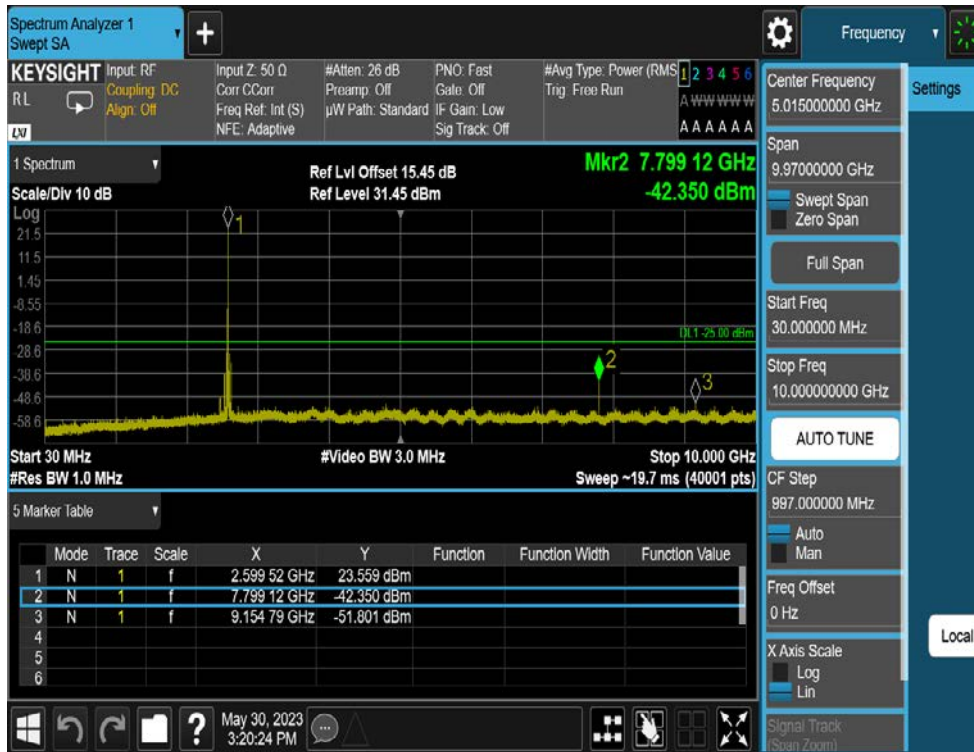 Spectrum Analyzer 1
Swept SA
+
Frequency
KEYSIGHT
RL
LXI
Input: RF
Coupling: DC
Align: Off
Input Z: 50 Ω
Corr CCorr
Freq Ref: Int (S)
NFE: Adaptive
#Atten: 26 dB
Preamp: Off
µW Path: Standard
PNO: Fast
Gate: Off
IF Gain: Low
Sig Track: Off
#Avg Type: Power (RMS
Trig: Free Run
1 2 3 4 5 6
A W W W W W
A A A A A A
1 Spectrum
Scale/Div 10 dB
Ref Lvl Offset 15.45 dB
Ref Level 31.45 dBm
Mkr2 7.799 12 GHz
-42.350 dBm
Log
21.5
11.5
1.45
-8.55
-18.6
-28.6
-38.6
-48.6
-58.6
1
DL1 -25.00 dBm
2
3
Start 30 MHz
#Video BW 3.0 MHz
Stop 10.000 GHz
#Res BW 1.0 MHz
Sweep ~19.7 ms (40001 pts)
5 Marker Table
Mode Trace Scale X Y Function Function Width Function Value
1 N 1 f 2.599 52 GHz 23.559 dBm
2 N 1 f 7.799 12 GHz -42.350 dBm
3 N 1 f 9.154 79 GHz -51.801 dBm
4
5
6
?
May 30, 2023
3:20:24 PM
Center Frequency
5.015000000 GHz
Span
9.97000000 GHz
Swept Span
Zero Span
Full Span
Start Freq
30.000000 MHz
Stop Freq
10.000000000 GHz
AUTO TUNE
CF Step
997.000000 MHz
Auto
Man
Freq Offset
0 Hz
X Axis Scale
Log
Lin
Signal Track
(Span Zoom)
Settings
Local